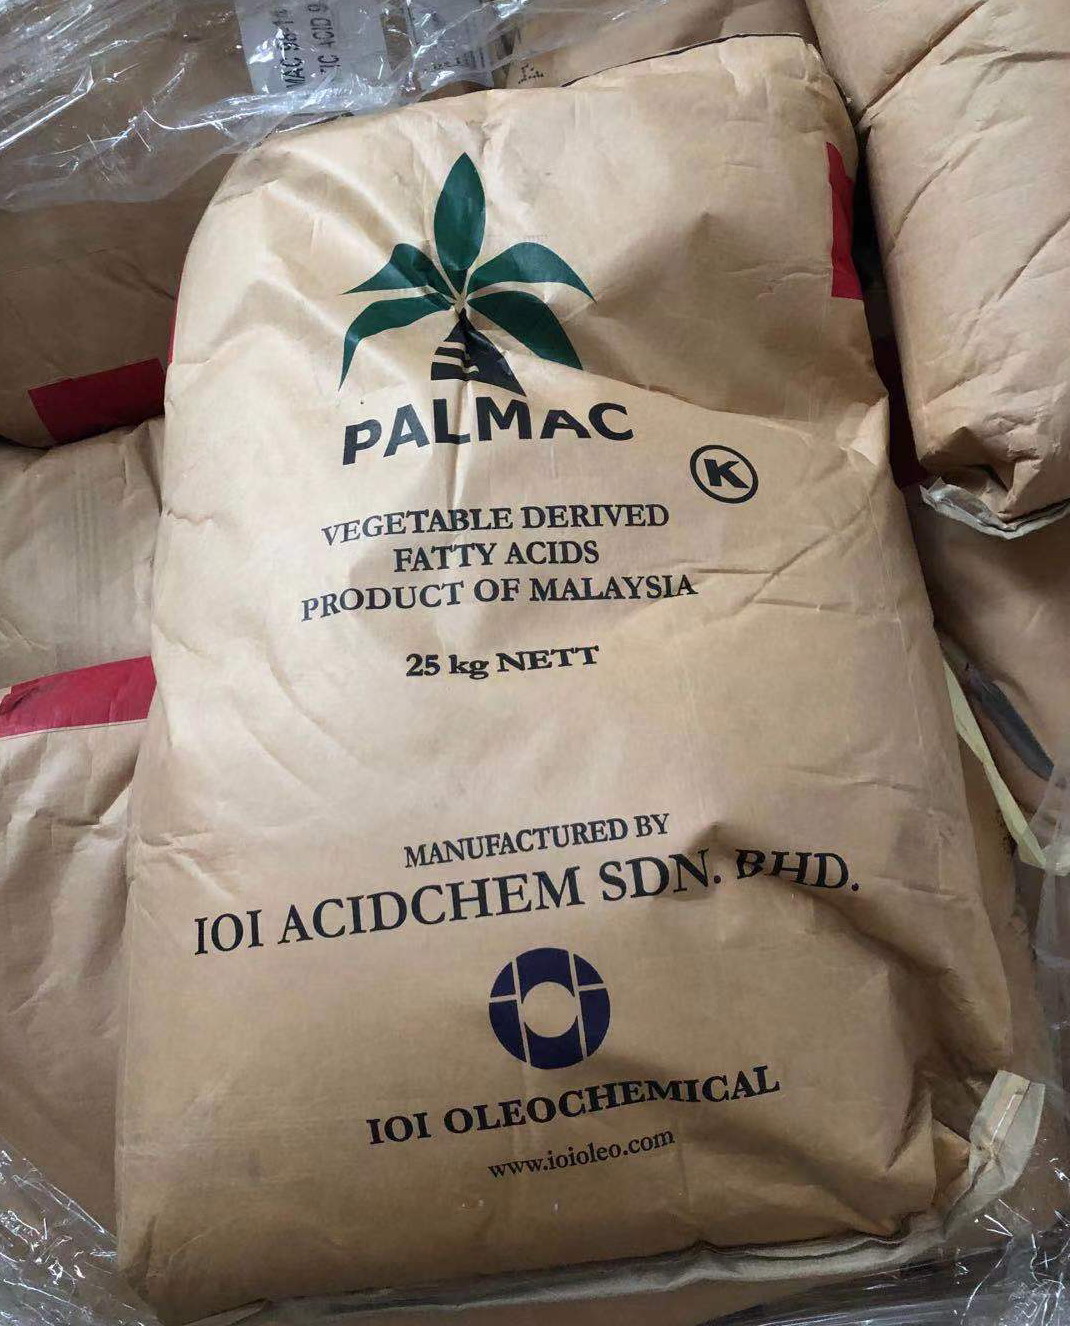 PALMAC
K
VEGETABLE DERIVED
FATTY ACIDS
PRODUCT OF MALAYSIA
25 kg NETT
MANUFACTURED BY
IOI ACIDCHEM SDN. BHD.
IOI OLEOCHEMICAL
www.ioioleo.com